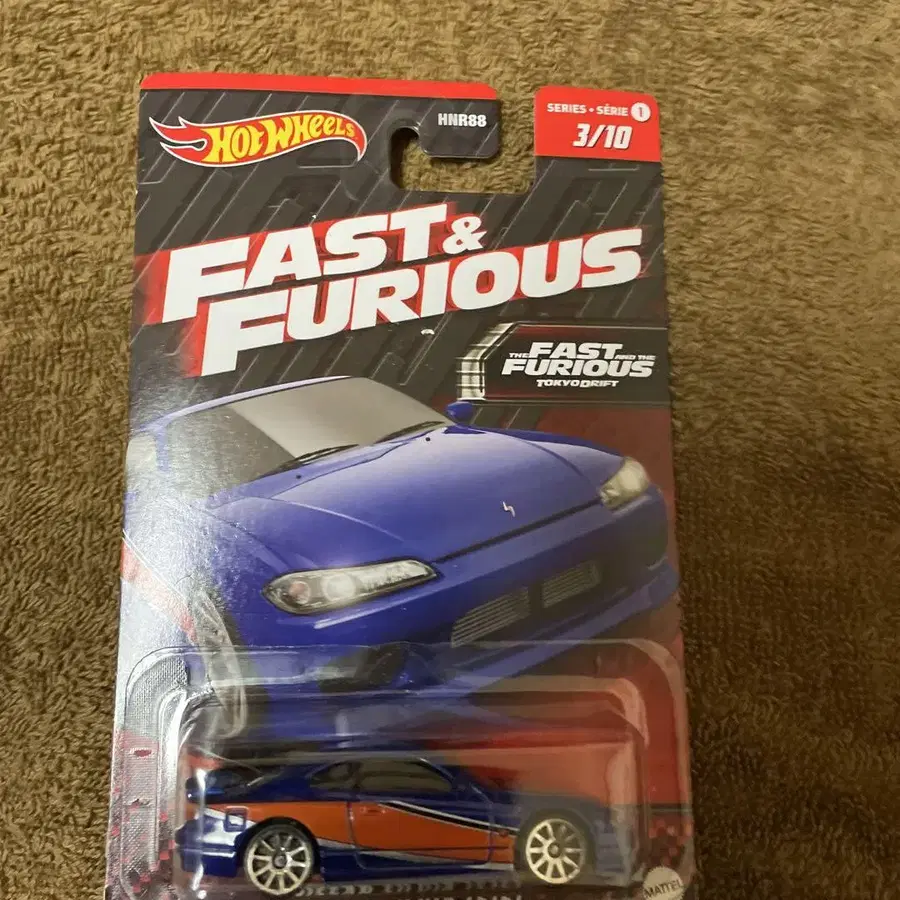 HOT WHEELS
HNR88
SERIES • SÉRIE 1
3/10
FAST &
FURIOUS
THE FAST AND THE
FURIOUS
TOKYO DRIFT
MATTEL